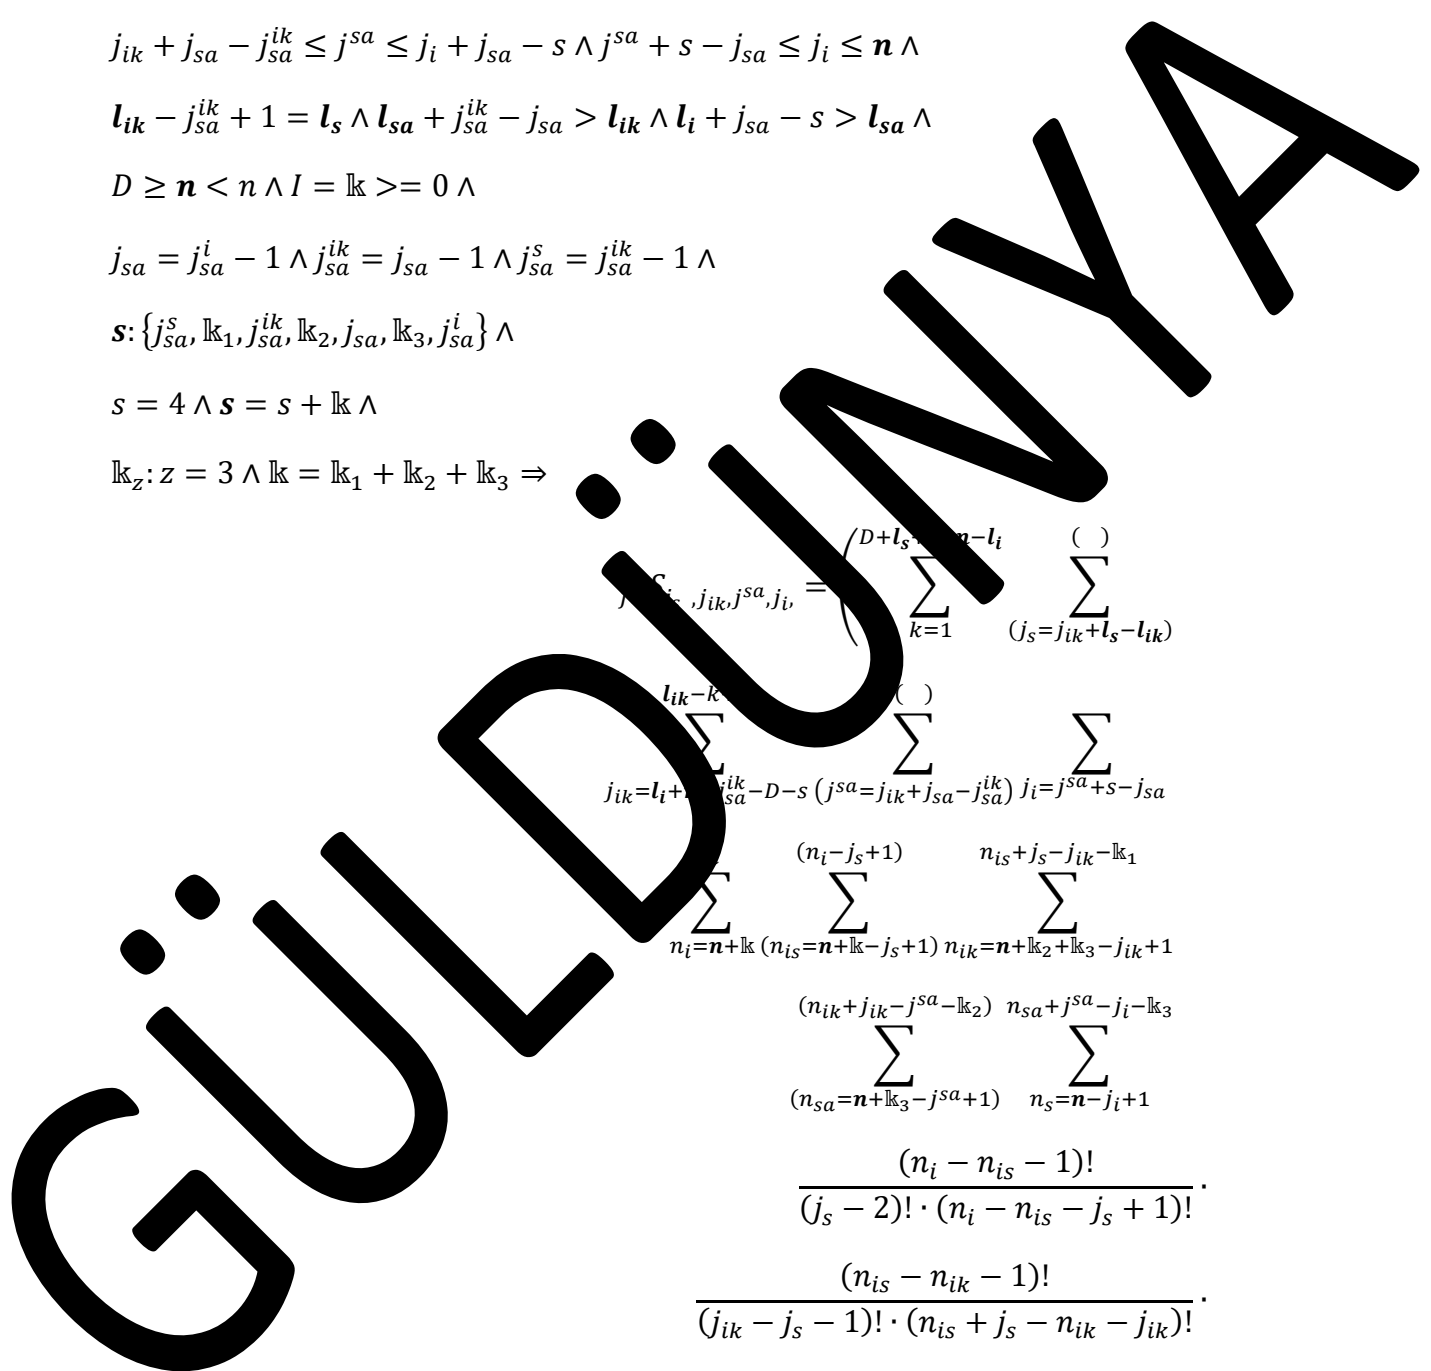 j_{ik} + j_{sa} − j_{sa}^{ik} ≤ j^{sa} ≤ j_i + j_{sa} − s ∧ j^{sa} + s − j_{sa} ≤ j_i ≤ n ∧
l_{ik} − j_{sa}^{ik} + 1 = l_s ∧ l_{sa} + j_{sa}^{ik} − j_{sa} > l_{ik} ∧ l_i + j_{sa} − s > l_{sa} ∧
D ≥ n < n ∧ I = 𝕜 >= 0 ∧
j_{sa} = j_{sa}^i − 1 ∧ j_{sa}^{ik} = j_{sa} − 1 ∧ j_{sa}^s = j_{sa}^{ik} − 1 ∧
s: {j_{sa}^s, 𝕜_1, j_{sa}^{ik}, 𝕜_2, j_{sa}, 𝕜_3, j_{sa}^i} ∧
s = 4 ∧ s = s + 𝕜 ∧
𝕜_z: z = 3 ∧ 𝕜 = 𝕜_1 + 𝕜_2 + 𝕜_3 ⇒
D+l_s n−l_i ( )
,j_{ik},j^{sa},j_i, = ( ∑ ∑
k=1 (j_s=j_{ik}+l_s−l_{ik})
l_{ik}−k ( )
∑ ∑ ∑
j_{ik}=l_i+ j_{sa}^{ik}−D−s (j^{sa}=j_{ik}+j_{sa}−j_{sa}^{ik}) j_i=j^{sa}+s−j_{sa}
(n_i−j_s+1) n_{is}+j_s−j_{ik}−𝕜_1
∑ ∑ ∑
n_i=n+𝕜 (n_{is}=n+𝕜−j_s+1) n_{ik}=n+𝕜_2+𝕜_3−j_{ik}+1
(n_{ik}+j_{ik}−j^{sa}−𝕜_2) n_{sa}+j^{sa}−j_i−𝕜_3
∑ ∑
(n_{sa}=n+𝕜_3−j^{sa}+1) n_s=n−j_i+1
(n_i − n_{is} − 1)!
(j_s − 2)! · (n_i − n_{is} − j_s + 1)! ·
(n_{is} − n_{ik} − 1)!
(j_{ik} − j_s − 1)! · (n_{is} + j_s − n_{ik} − j_{ik})! ·
GÜLDÜNYA